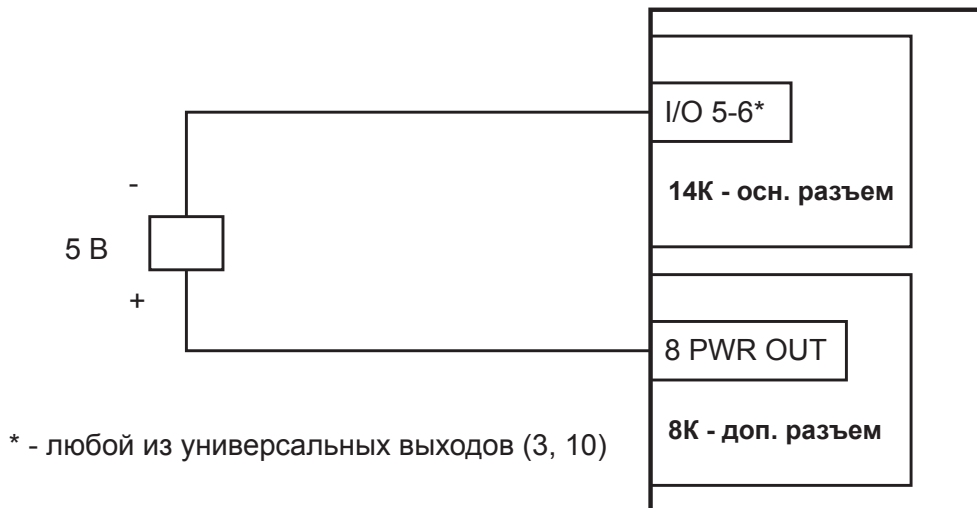 I/O 5-6*
14К - осн. разъем
-
5 В
+
8 PWR OUT
8К - доп. разъем
* - любой из универсальных выходов (3, 10)